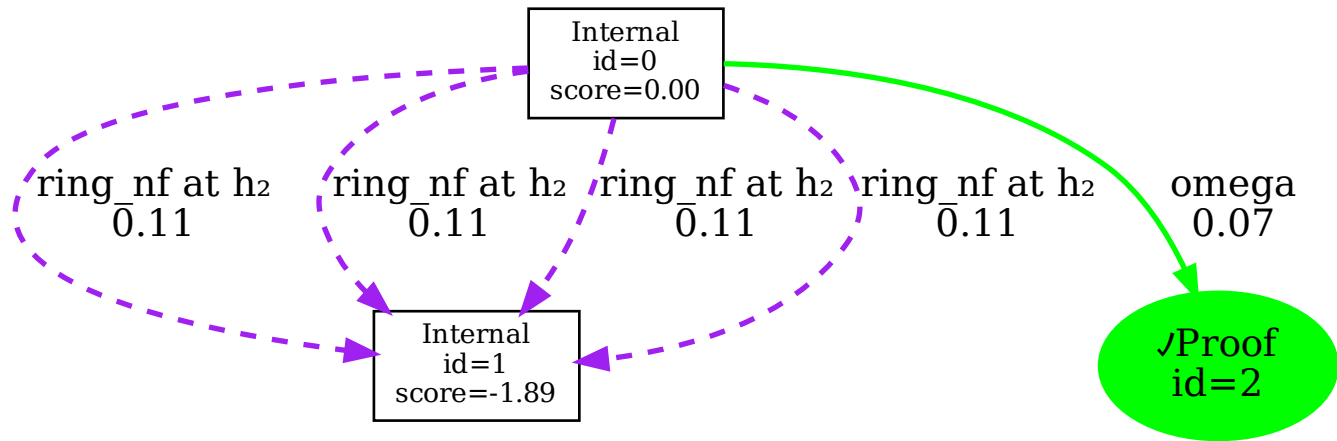 Internal
id=0
score=0.00
ring_nf at h₂
0.11
ring_nf at h₂
0.11
ring_nf at h₂
0.11
ring_nf at h₂
0.11
omega
0.07
Internal
id=1
score=-1.89
✓Proof
id=2